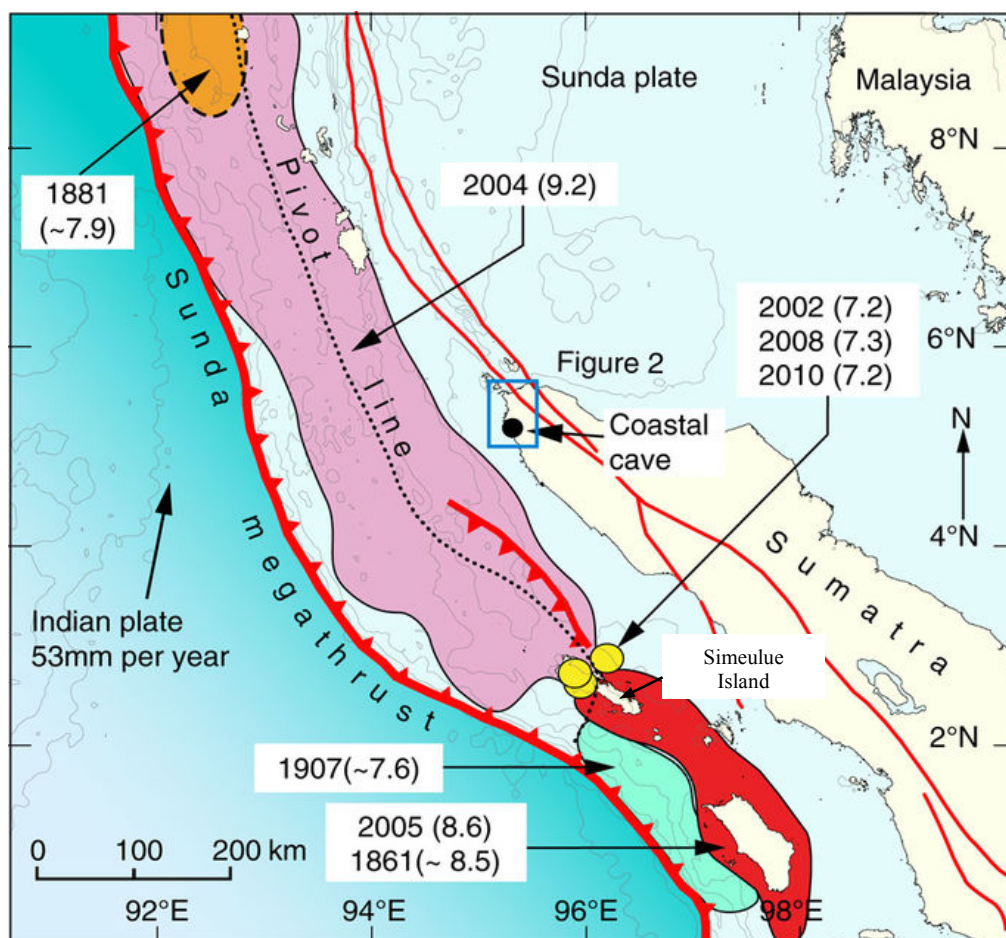 Sunda plate
Malaysia
8°N
1881
(~7.9)
2004 (9.2)
Pivot line
Sunda megathrust
2002 (7.2)
2008 (7.3)
2010 (7.2)
6°N
Figure 2
N
Coastal
cave
4°N
Sumatra
Indian plate
53mm per year
Simeulue
Island
2°N
1907(~7.6)
2005 (8.6)
1861(~ 8.5)
0 100 200 km
92°E 94°E 96°E 98°E